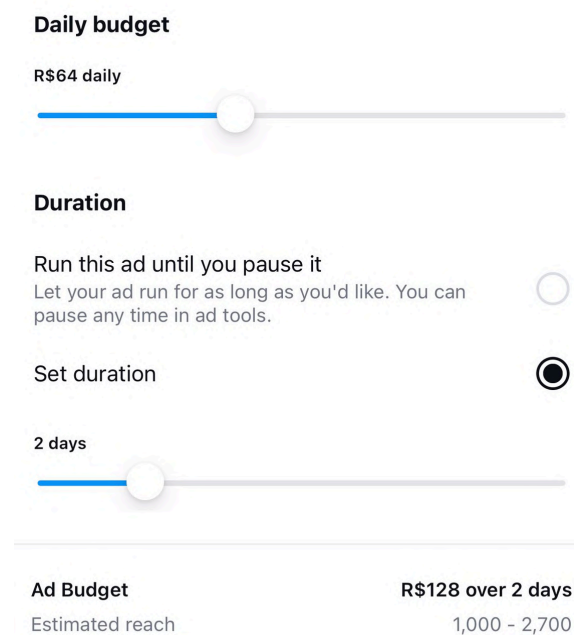 Daily budget
R$64 daily
Duration
Run this ad until you pause it
Let your ad run for as long as you'd like. You can
pause any time in ad tools.
Set duration
2 days
Ad Budget R$128 over 2 days
Estimated reach 1,000 - 2,700